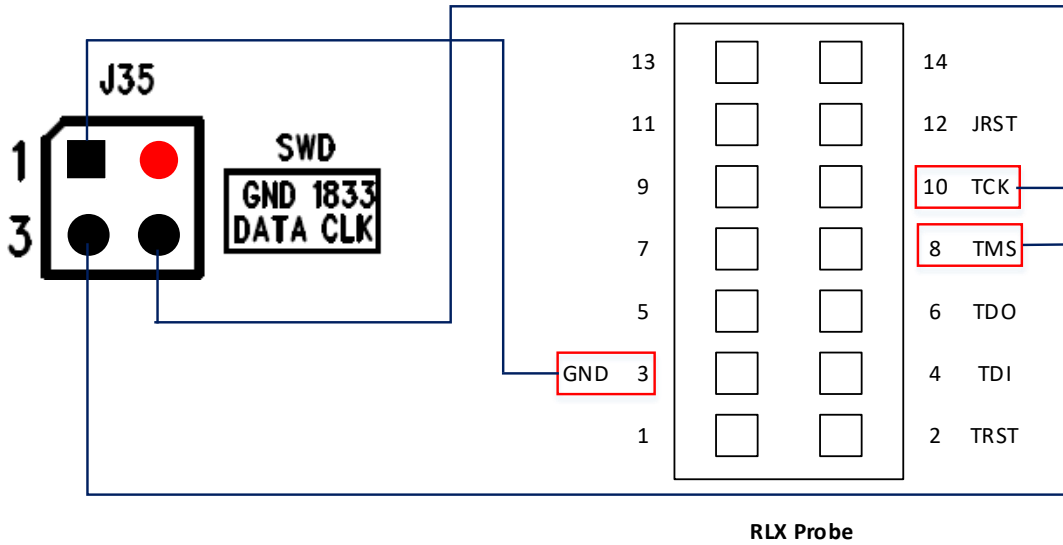 J35
1
3
SWD
GND 1833
DATA CLK
13
14
11
12 JRST
9
10 TCK
7
8 TMS
5
6 TDO
GND 3
4 TDI
1
2 TRST
RLX Probe